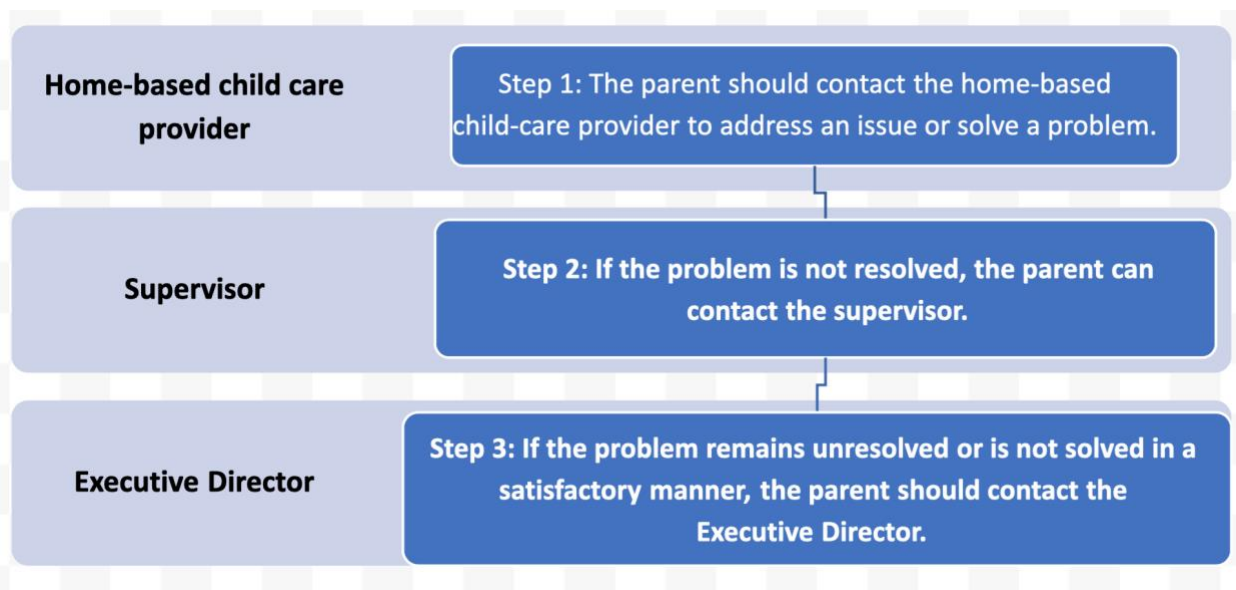 Home-based child care
provider
Step 1: The parent should contact the home-based
child-care provider to address an issue or solve a problem.
Supervisor
Step 2: If the problem is not resolved, the parent can
contact the supervisor.
Executive Director
Step 3: If the problem remains unresolved or is not solved in a
satisfactory manner, the parent should contact the
Executive Director.